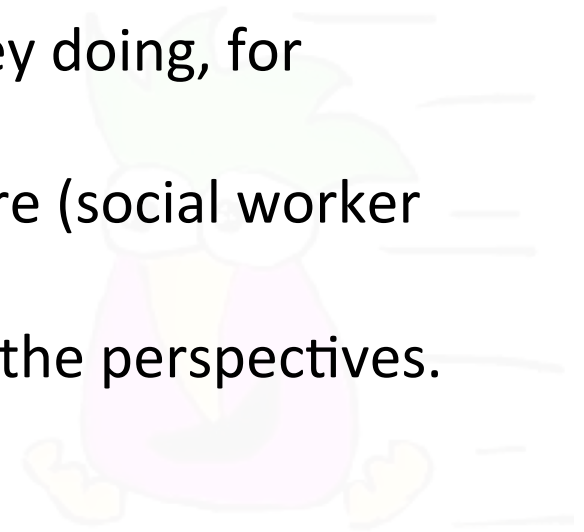 ey doing, for
re (social worker
the perspectives.